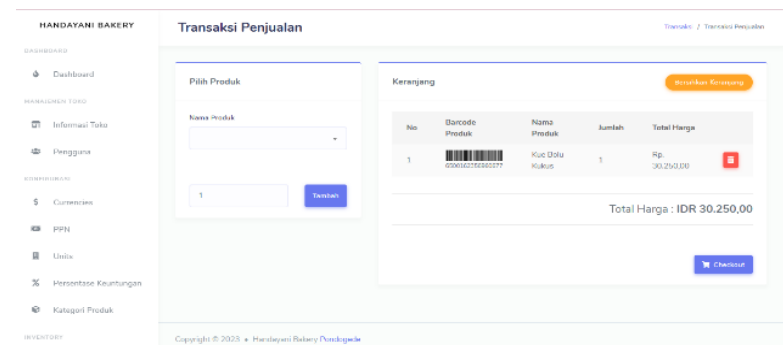 HANDAYANI BAKERY
DASHBOARD
Dashboard
MANAJEMEN TOKO
Informasi Toko
Pengguna
KONFIGURASI
Currencies
PPN
Units
Persentase Keuntungan
Kategori Produk
INVENTORY
Transaksi Penjualan
Transaksi / Transaksi Penjualan
Pilih Produk
Nama Produk
1
Tambah
Keranjang
Bersihkan Keranjang
No Barcode Produk Nama Produk Jumlah Total Harga
1 Kue Bolu Kukus 1 Rp. 30.250,00
Total Harga : IDR 30.250,00
Checkout
Copyright © 2023 • Handayani Bakery Pondogede